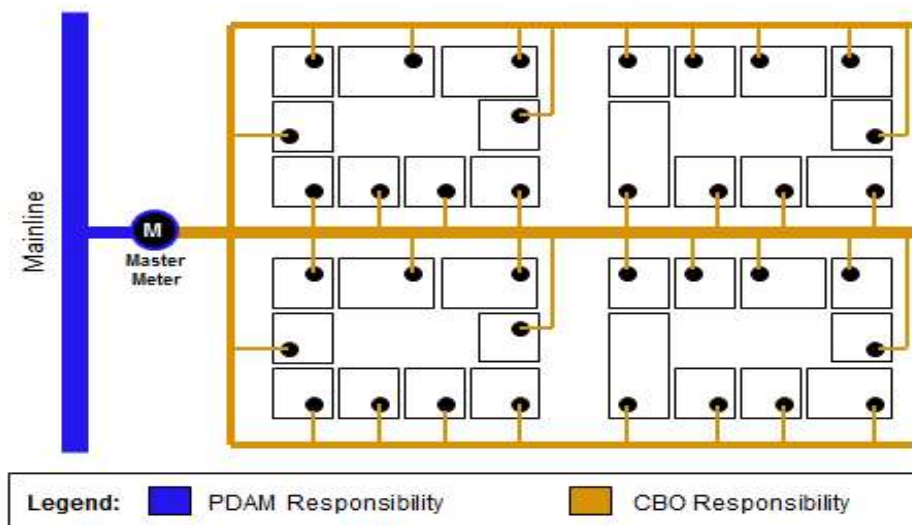 Mainline
M
Master
Meter
Legend: PDAM Responsibility CBO Responsibility